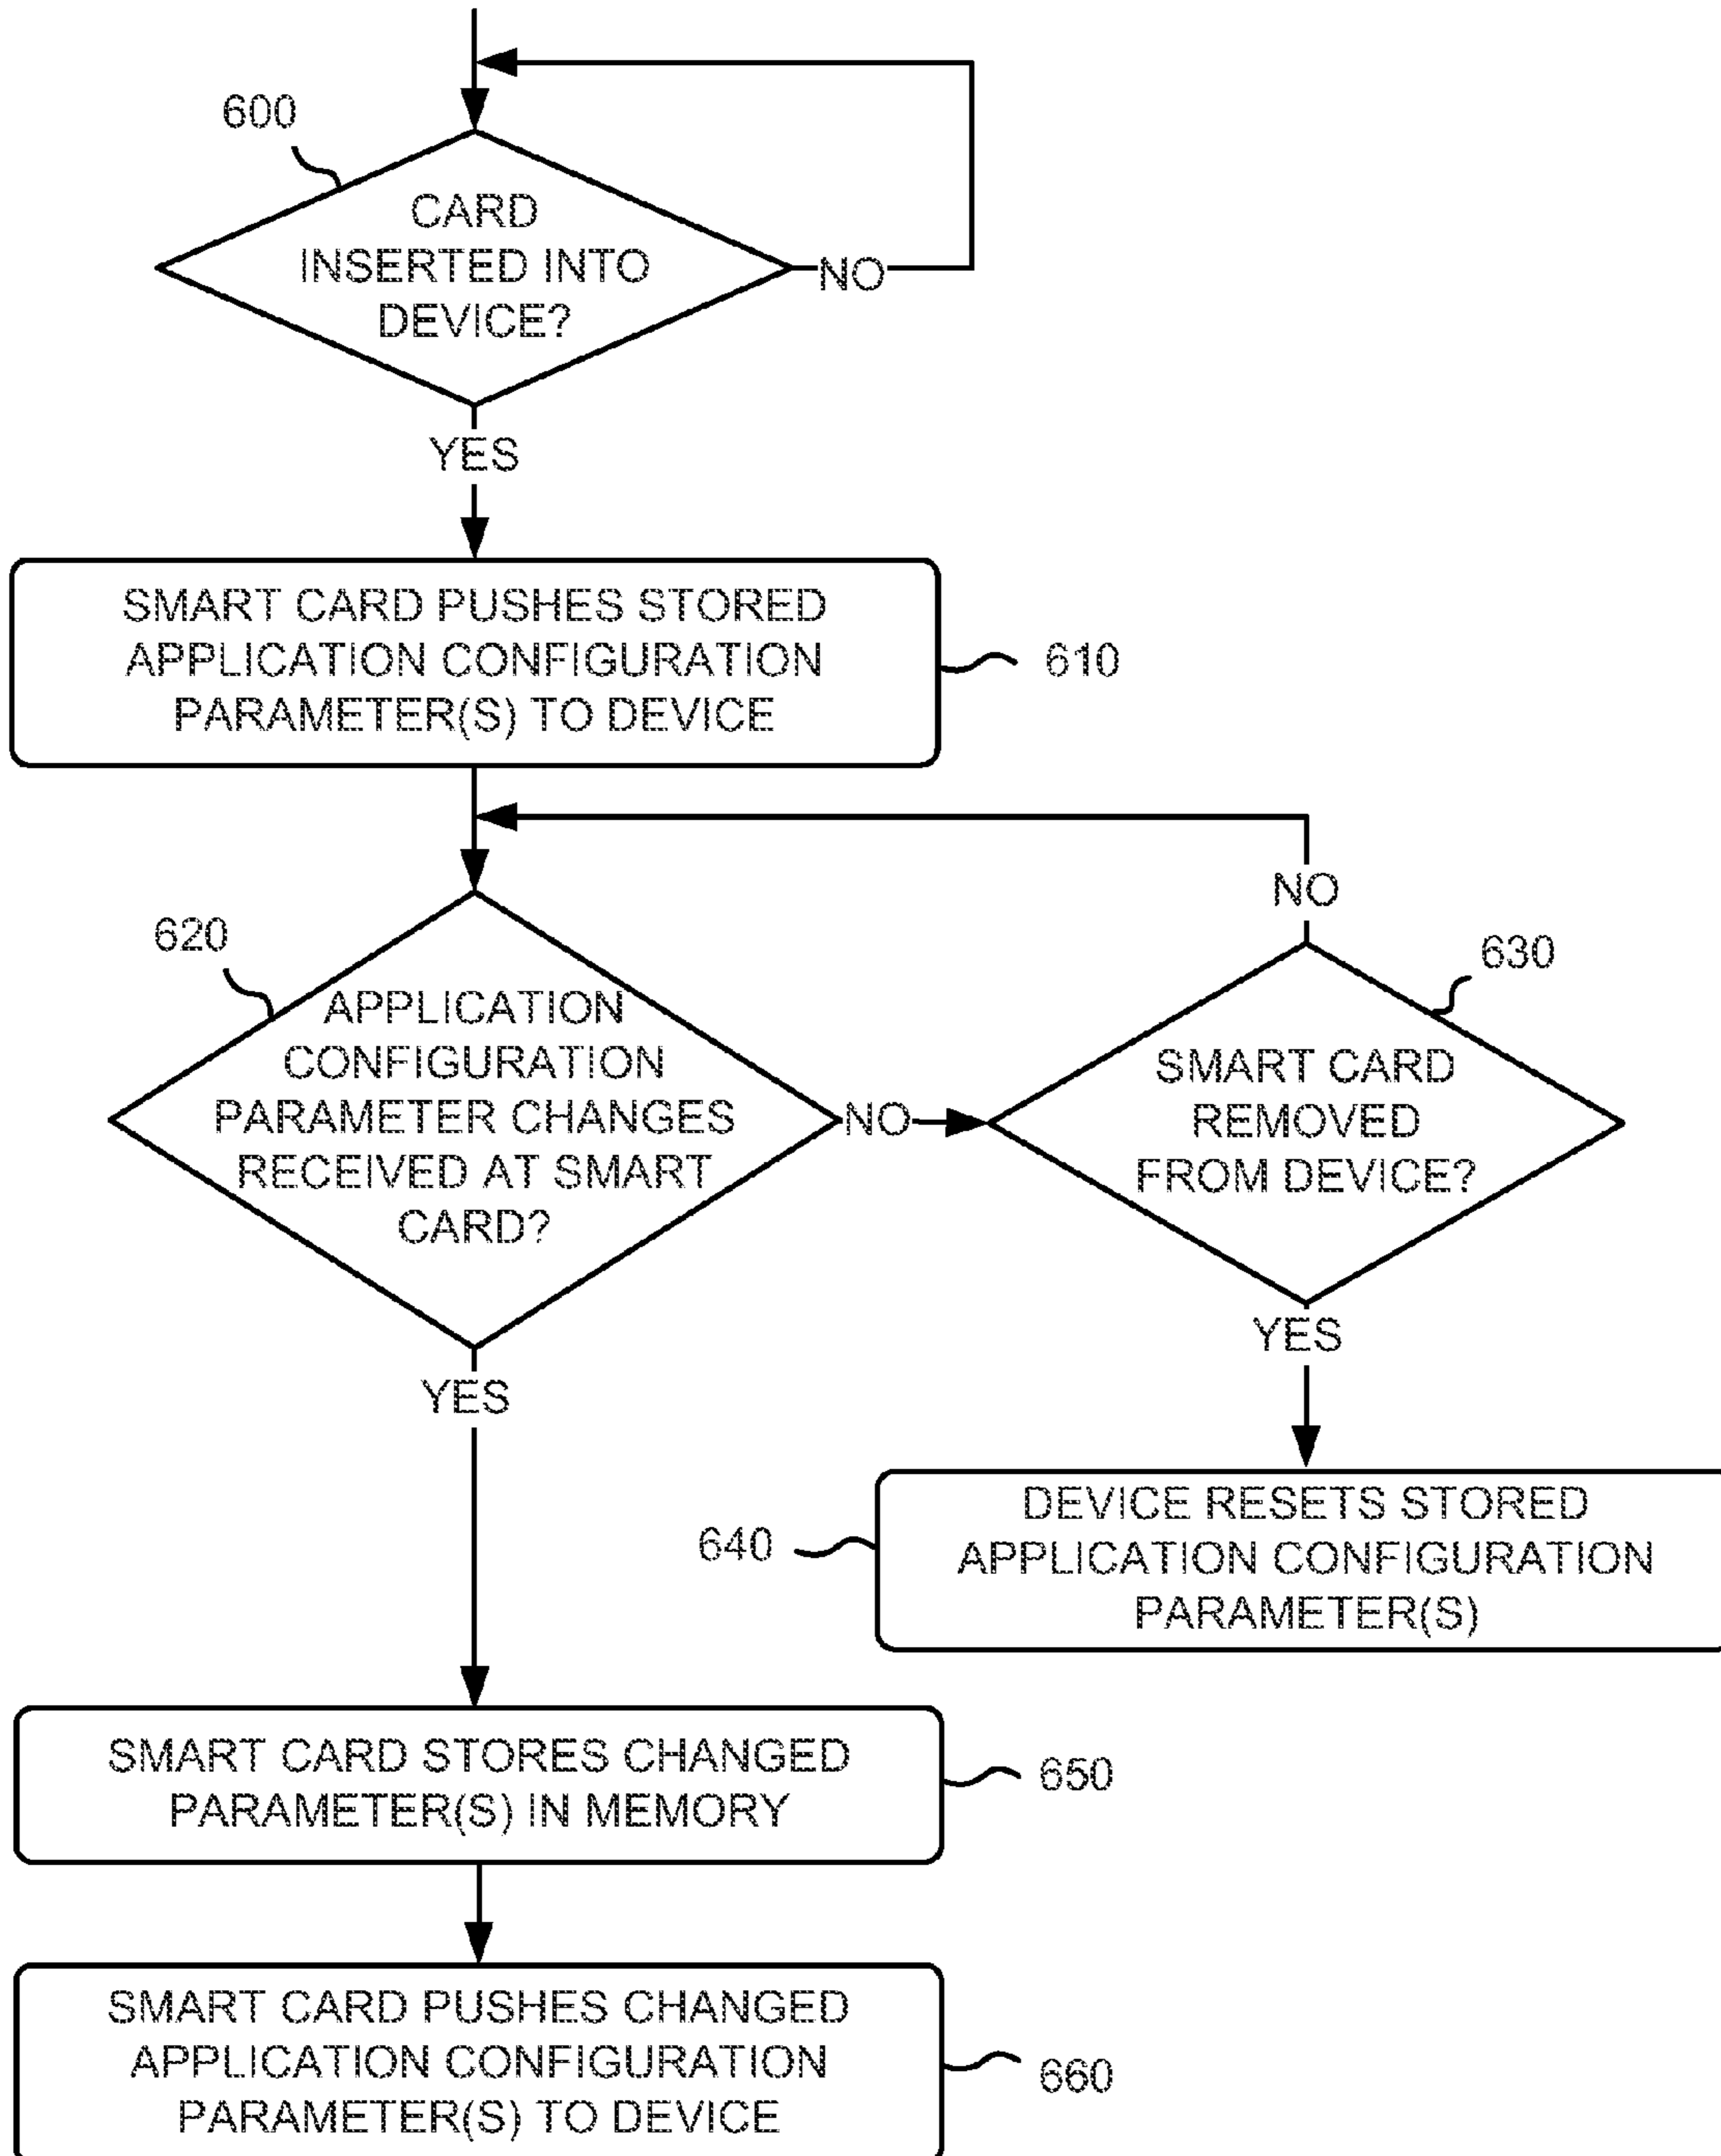 600
CARD
INSERTED INTO
DEVICE?
NO
YES
SMART CARD PUSHES STORED
APPLICATION CONFIGURATION
PARAMETER(S) TO DEVICE
610
NO
620
630
APPLICATION
CONFIGURATION
PARAMETER CHANGES
RECEIVED AT SMART
CARD?
NO
SMART CARD
REMOVED
FROM DEVICE?
YES
YES
640
DEVICE RESETS STORED
APPLICATION CONFIGURATION
PARAMETER(S)
SMART CARD STORES CHANGED
PARAMETER(S) IN MEMORY
650
SMART CARD PUSHES CHANGED
APPLICATION CONFIGURATION
PARAMETER(S) TO DEVICE
660